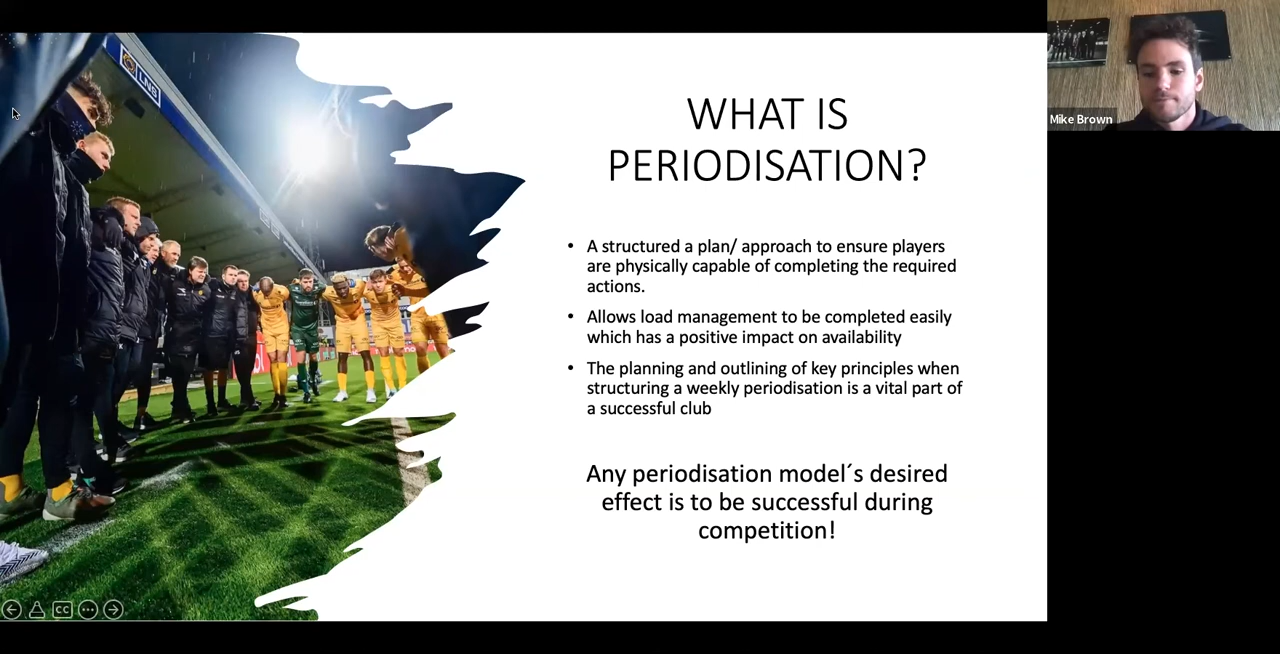 LNS
WHAT IS
PERIODISATION?
• A structured a plan/ approach to ensure players
are physically capable of completing the required
actions.
• Allows load management to be completed easily
which has a positive impact on availability
• The planning and outlining of key principles when
structuring a weekly periodisation is a vital part of
a successful club
Any periodisation model´s desired
effect is to be successful during
competition!
Mike Brown
CC